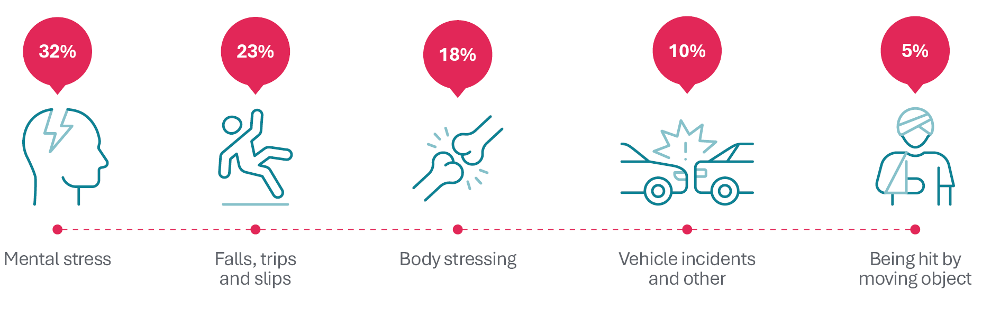 32%
23%
18%
10%
5%
Mental stress
Falls, trips
and slips
Body stressing
Vehicle incidents
and other
Being hit by
moving object